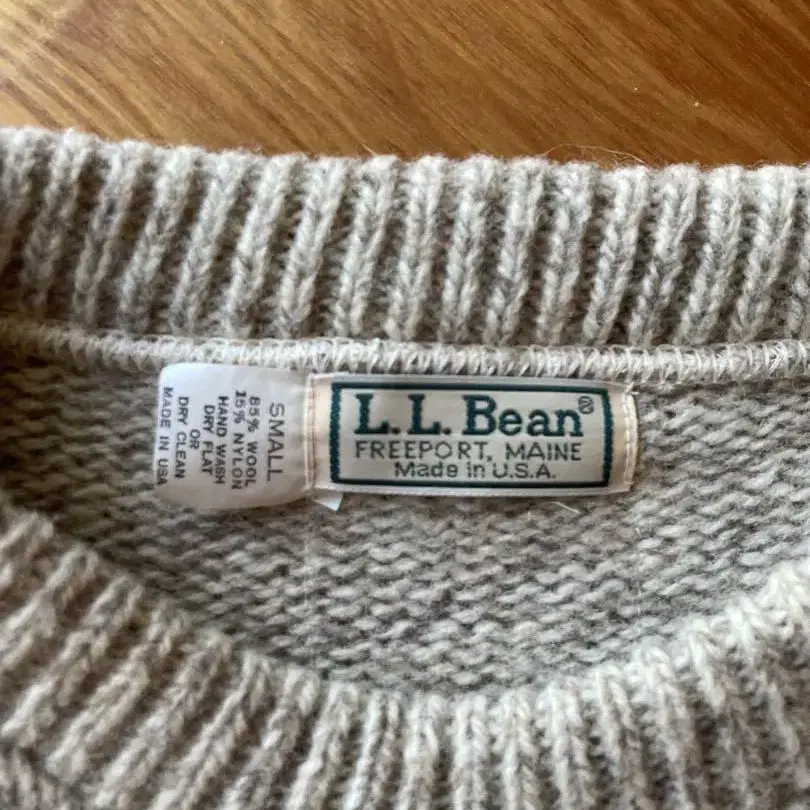 SMALL
85% WOOL
15% NYLON
HAND WASH
DRY FLAT
OR
DRY CLEAN
MADE IN USA
L.L.Bean®
FREEPORT, MAINE
Made in U.S.A.